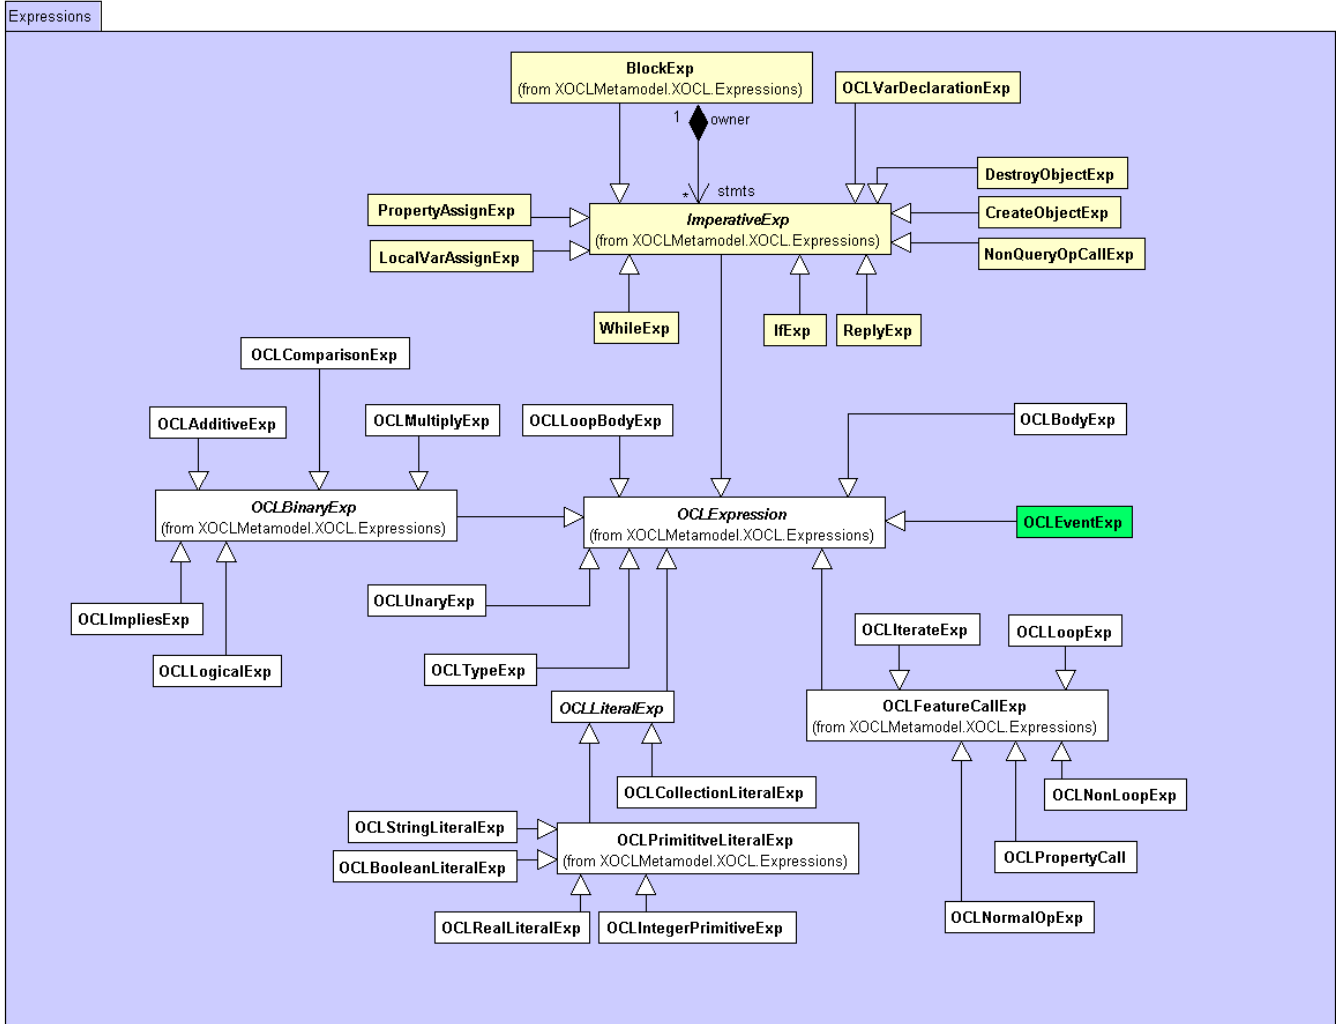 Expressions
BlockExp
(from XOCLMetamodel.XOCL.Expressions)
OCLVarDeclarationExp
1
owner
DestroyObjectExp
* stmts
PropertyAssignExp
ImperativeExp
(from XOCLMetamodel.XOCL.Expressions)
CreateObjectExp
LocalVarAssignExp
NonQueryOpCallExp
WhileExp
IfExp
ReplyExp
OCLComparisonExp
OCLAdditiveExp
OCLMultiplyExp
OCLLoopBodyExp
OCLBodyExp
OCLBinaryExp
(from XOCLMetamodel.XOCL.Expressions)
OCLExpression
(from XOCLMetamodel.XOCL.Expressions)
OCLEventExp
OCLUnaryExp
OCLImpliesExp
OCLIterateExp
OCLLoopExp
OCLLogicalExp
OCLTypeExp
OCLLiteralExp
OCLFeatureCallExp
(from XOCLMetamodel.XOCL.Expressions)
OCLCollectionLiteralExp
OCLNonLoopExp
OCLStringLiteralExp
OCLPrimititveLiteralExp
(from XOCLMetamodel.XOCL.Expressions)
OCLBooleanLiteralExp
OCLPropertyCall
OCLRealLiteralExp
OCLIntegerPrimitiveExp
OCLNormalOpExp